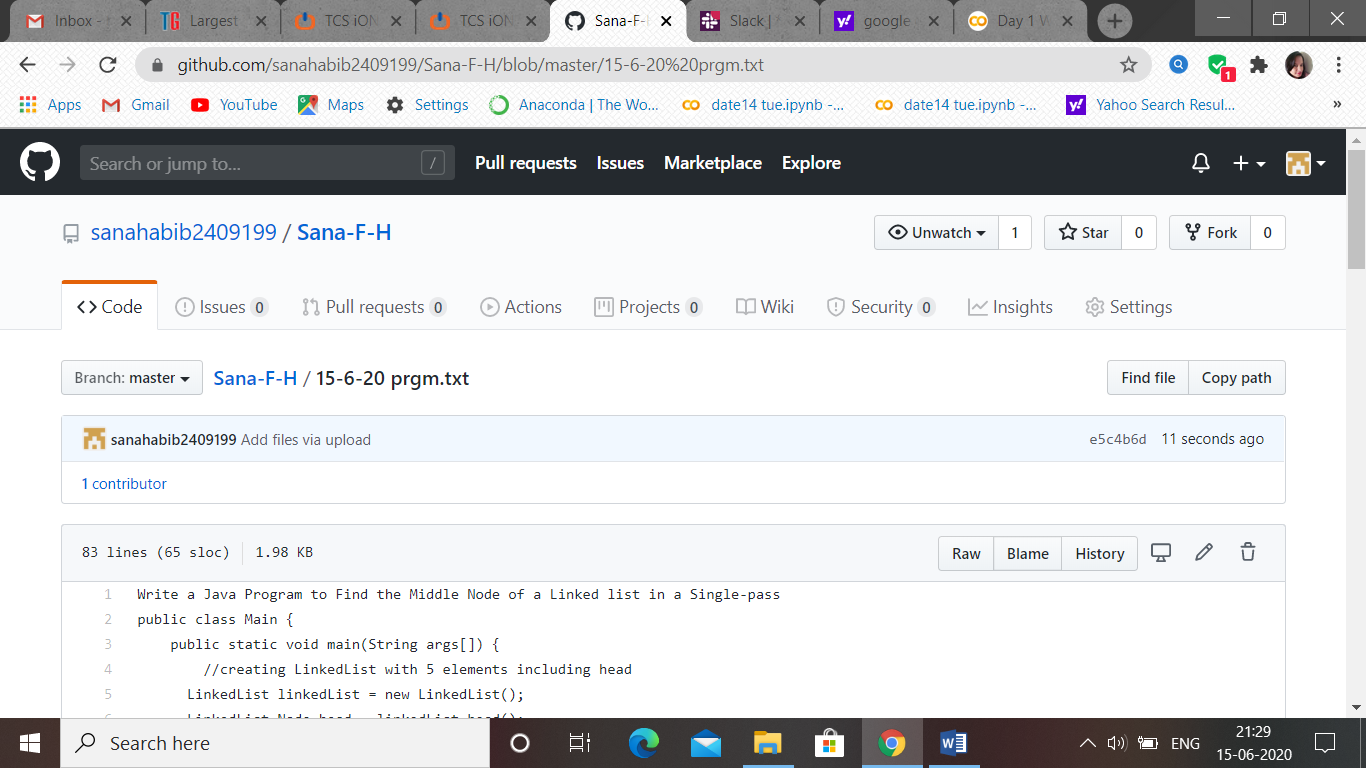 Inbox -
Largest
TCS iON
TCS iON
Sana-F-
Slack |
google
Day 1 W
github.com/sanahabib2409199/Sana-F-H/blob/master/15-6-20%20prgm.txt
1
Apps
Gmail
YouTube
Maps
Settings
Anaconda | The Wo...
date14 tue.ipynb -...
date14 tue.ipynb -...
Yahoo Search Resul...
»
Search or jump to...
/
Pull requests
Issues
Marketplace
Explore
sanahabib2409199 / Sana-F-H
Unwatch 1
Star 0
Fork 0
Code
Issues 0
Pull requests 0
Actions
Projects 0
Wiki
Security 0
Insights
Settings
Branch: master
Sana-F-H / 15-6-20 prgm.txt
Find file
Copy path
sanahabib2409199 Add files via upload
e5c4b6d 11 seconds ago
1 contributor
83 lines (65 sloc) 1.98 KB
Raw
Blame
History
1 Write a Java Program to Find the Middle Node of a Linked list in a Single-pass
2 public class Main {
3 public static void main(String args[]) {
4 //creating LinkedList with 5 elements including head
5 LinkedList linkedList = new LinkedList();
Search here
ENG
21:29
15-06-2020